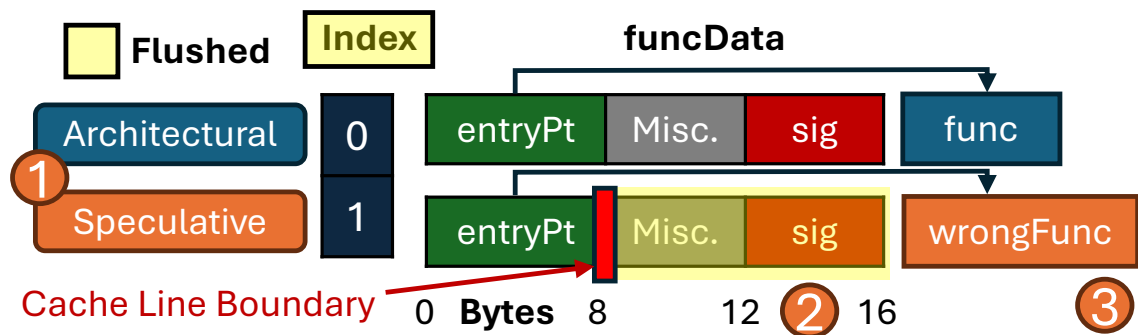 Flushed
Index
funcData
Architectural 0 entryPt Misc. sig func
1
Speculative 1 entryPt Misc. sig wrongFunc
Cache Line Boundary 0 Bytes 8 12 2 16 3